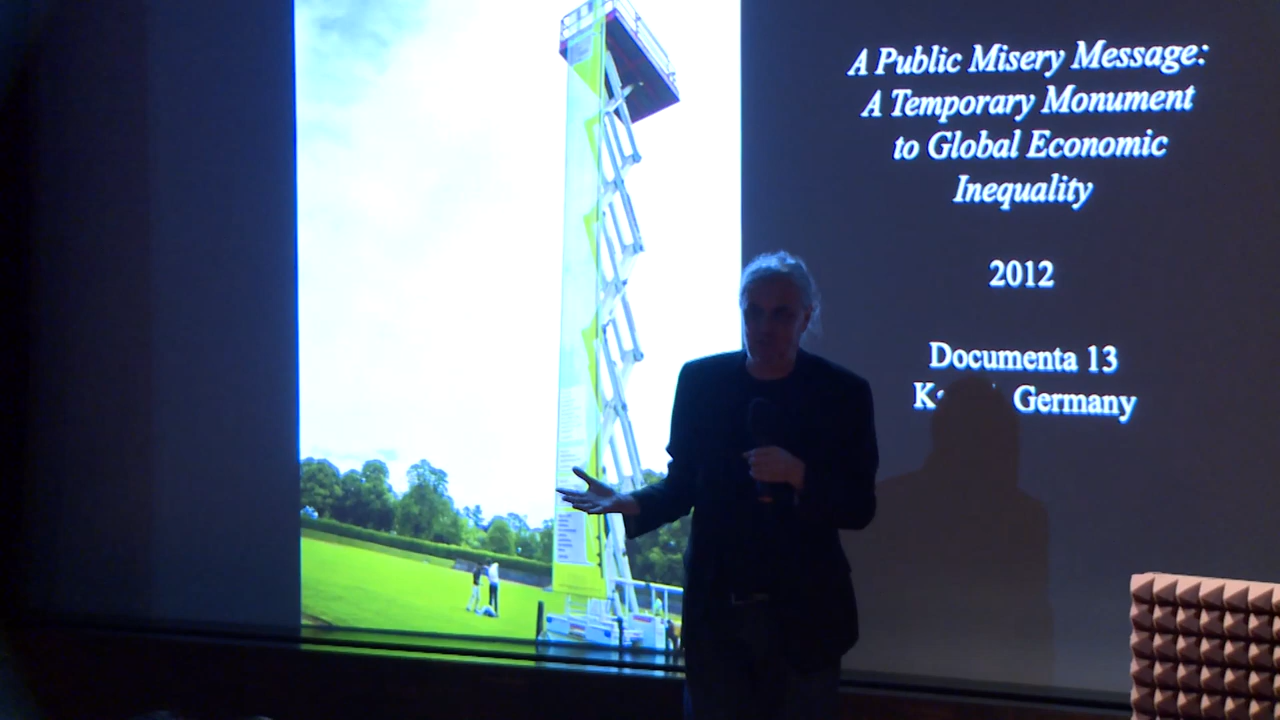 A Public Misery Message:
A Temporary Monument
to Global Economic
Inequality
2012
Documenta 13
Germany